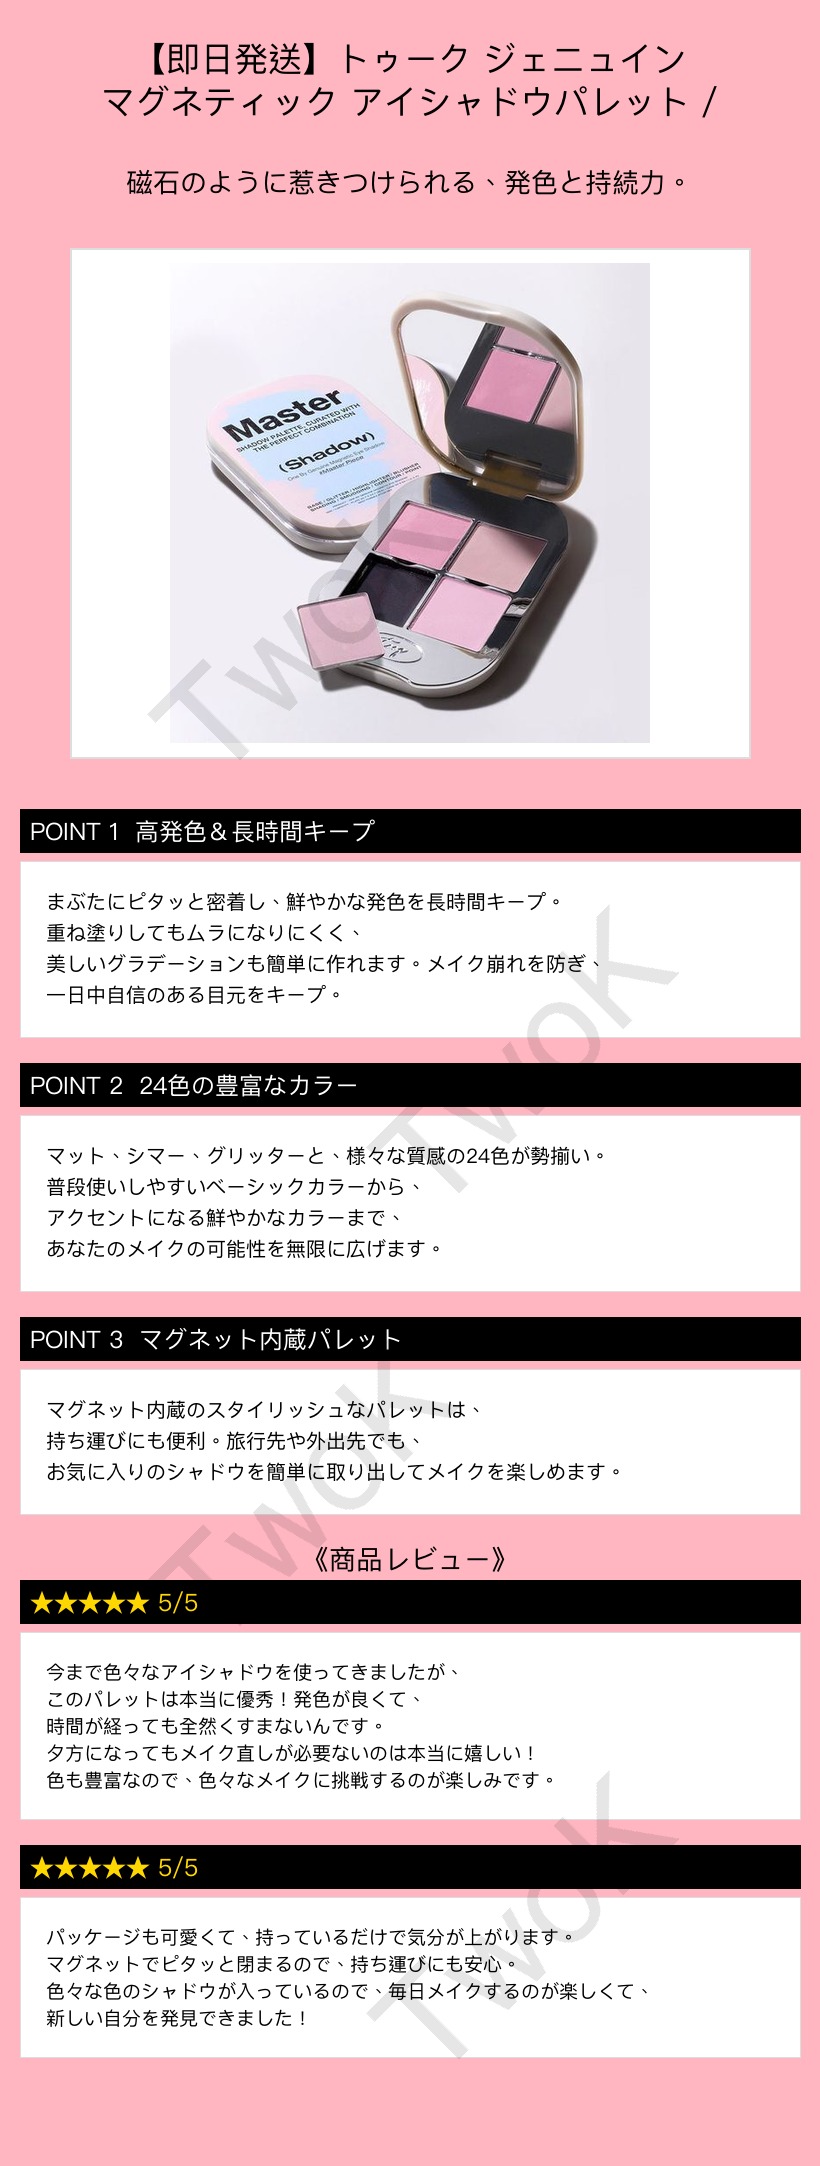 【即日発送】トゥーク ジェニュイン
マグネティック アイシャドウパレット /
磁石のように惹きつけられる、発色と持続力。
Master
SHADOW PALETTE, CURATED WITH
THE PERFECT COMBINATION
(Shadow)
One By Genuine Magnetic Eye Shadow
#Master Piece
BASE / GLITTER / HIGHLIGHTER / BLUSHER
SHADING / SMUDGING / CONTOUR / POINT
TwoK
POINT 1 高発色＆長時間キープ
まぶたにピタッと密着し、鮮やかな発色を長時間キープ。
重ね塗りしてもムラになりにくく、
美しいグラデーションも簡単に作れます。メイク崩れを防ぎ、
一日中自信のある目元をキープ。
TwoK
POINT 2 24色の豊富なカラー
マット、シマー、グリッターと、様々な質感の24色が勢揃い。
普段使いしやすいベーシックカラーから、
アクセントになる鮮やかなカラーまで、
あなたのメイクの可能性を無限に広げます。
POINT 3 マグネット内蔵パレット
マグネット内蔵のスタイリッシュなパレットは、
持ち運びにも便利。旅行先や外出先でも、
お気に入りのシャドウを簡単に取り出してメイクを楽しめます。
TwoK
《商品レビュー》
★★★★★ 5/5
今まで色々なアイシャドウを使ってきましたが、
このパレットは本当に優秀！発色が良くて、
時間が経っても全然くすまないんです。
夕方になってもメイク直しが必要ないのは本当に嬉しい！
色も豊富なので、色々なメイクに挑戦するのが楽しみです。
★★★★★ 5/5
パッケージも可愛くて、持っているだけで気分が上がります。
マグネットでピタッと閉まるので、持ち運びにも安心。
色々な色のシャドウが入っているので、毎日メイクするのが楽しくて、
新しい自分を発見できました！
TwoK